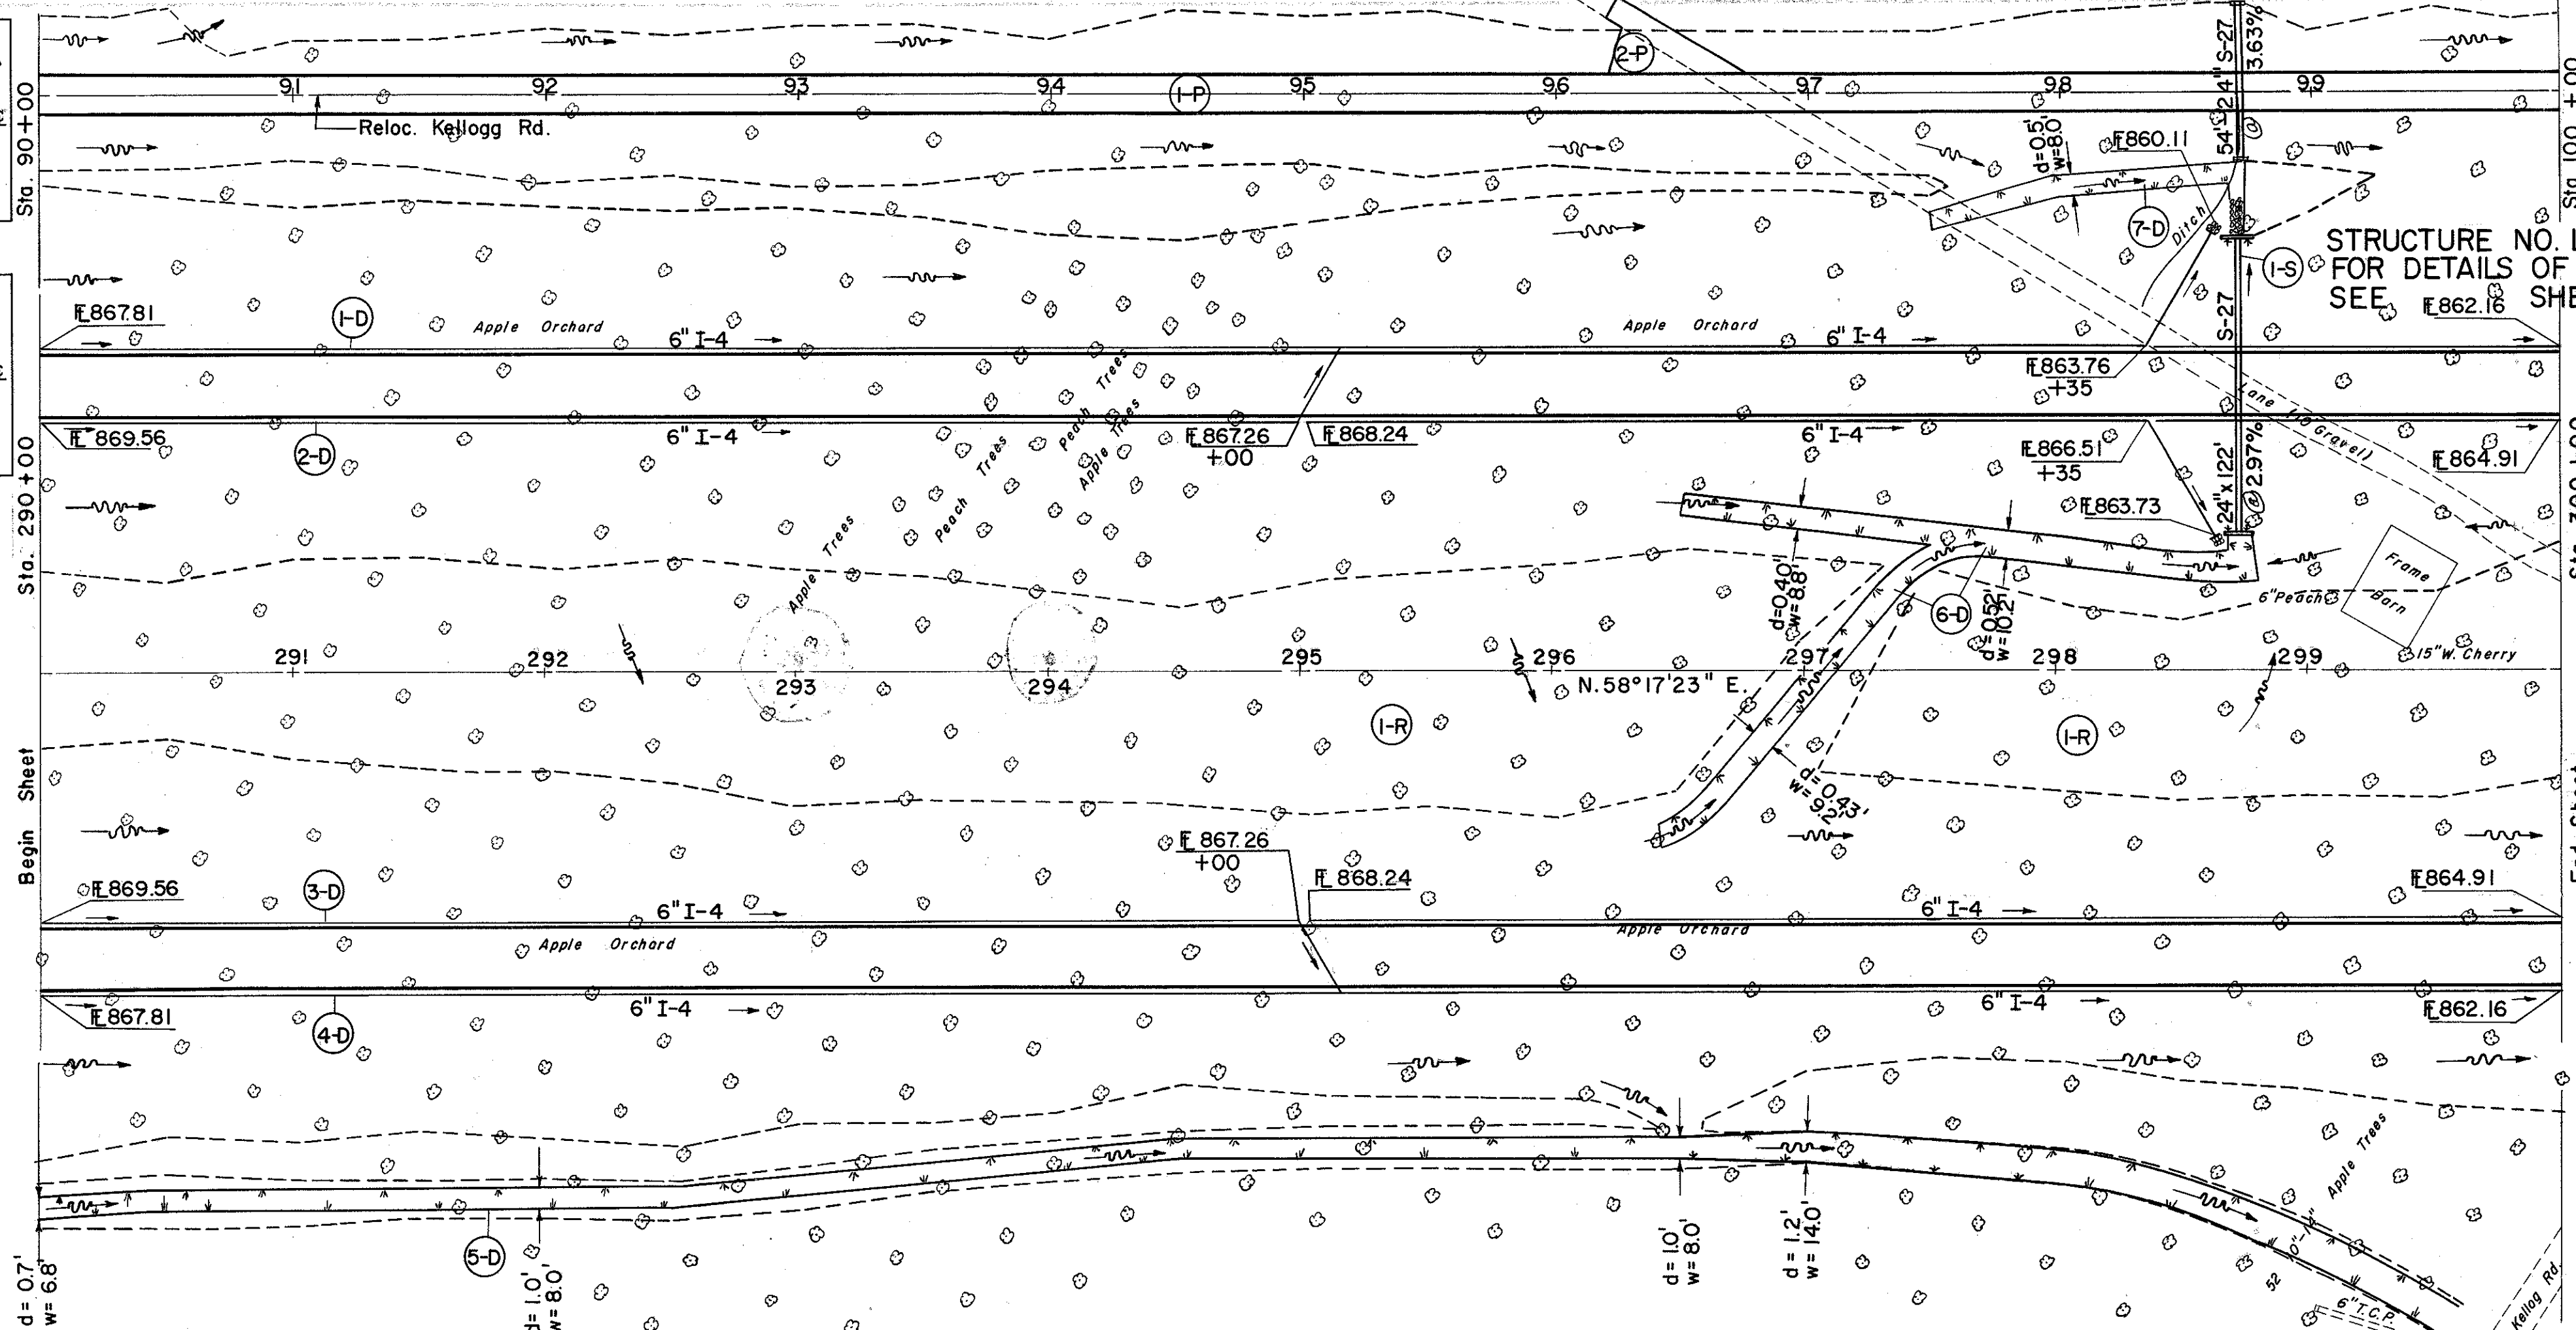 Sta. 90+00
91
92
93
94
95
96
97
98
99
Sta. 100+00
1-P
2-P
Reloc. Kellogg Rd.
54'-24" S-27
3.63%
@
d=0.5'
w=8.0'
FL 860.11
7-D
Ditch
1-S
STRUCTURE NO. 1
FOR DETAILS OF
SEE SHE
FL 867.81
1-D
Apple Orchard
6" I-4
Apple Orchard
6" I-4
S-27
FL 862.16
FL 863.76
+35
Peach Trees
Apple Trees
Peach Trees
Apple Trees
Lane (10' Gravel)
FL 869.56
2-D
6" I-4
FL 867.26
+00
FL 868.24
6" I-4
FL 866.51
+35
FL 864.91
Sta. 290+00
FL 863.73
24" x 122'
@ 2.97%
d=0.40'
w=8.8'
6-D
d=0.52'
w=10.2'
6" Peach
Frame
Barn
15" W. Cherry
291
292
293
294
295
296
297
298
299
N. 58°17'23" E.
1-R
1-R
d=0.43'
w=9.2'
Begin Sheet
FL 869.56
3-D
6" I-4
FL 867.26
+00
FL 868.24
6" I-4
FL 864.91
Apple Orchard
Apple Orchard
FL 867.81
4-D
6" I-4
6" I-4
FL 862.16
5-D
d=0.7'
w=6.8'
d=1.0'
w=8.0'
d=1.0'
w=8.0'
d=1.2'
w=14.0'
Apple Trees
52
6" T.C.P.
Kellog Rd.